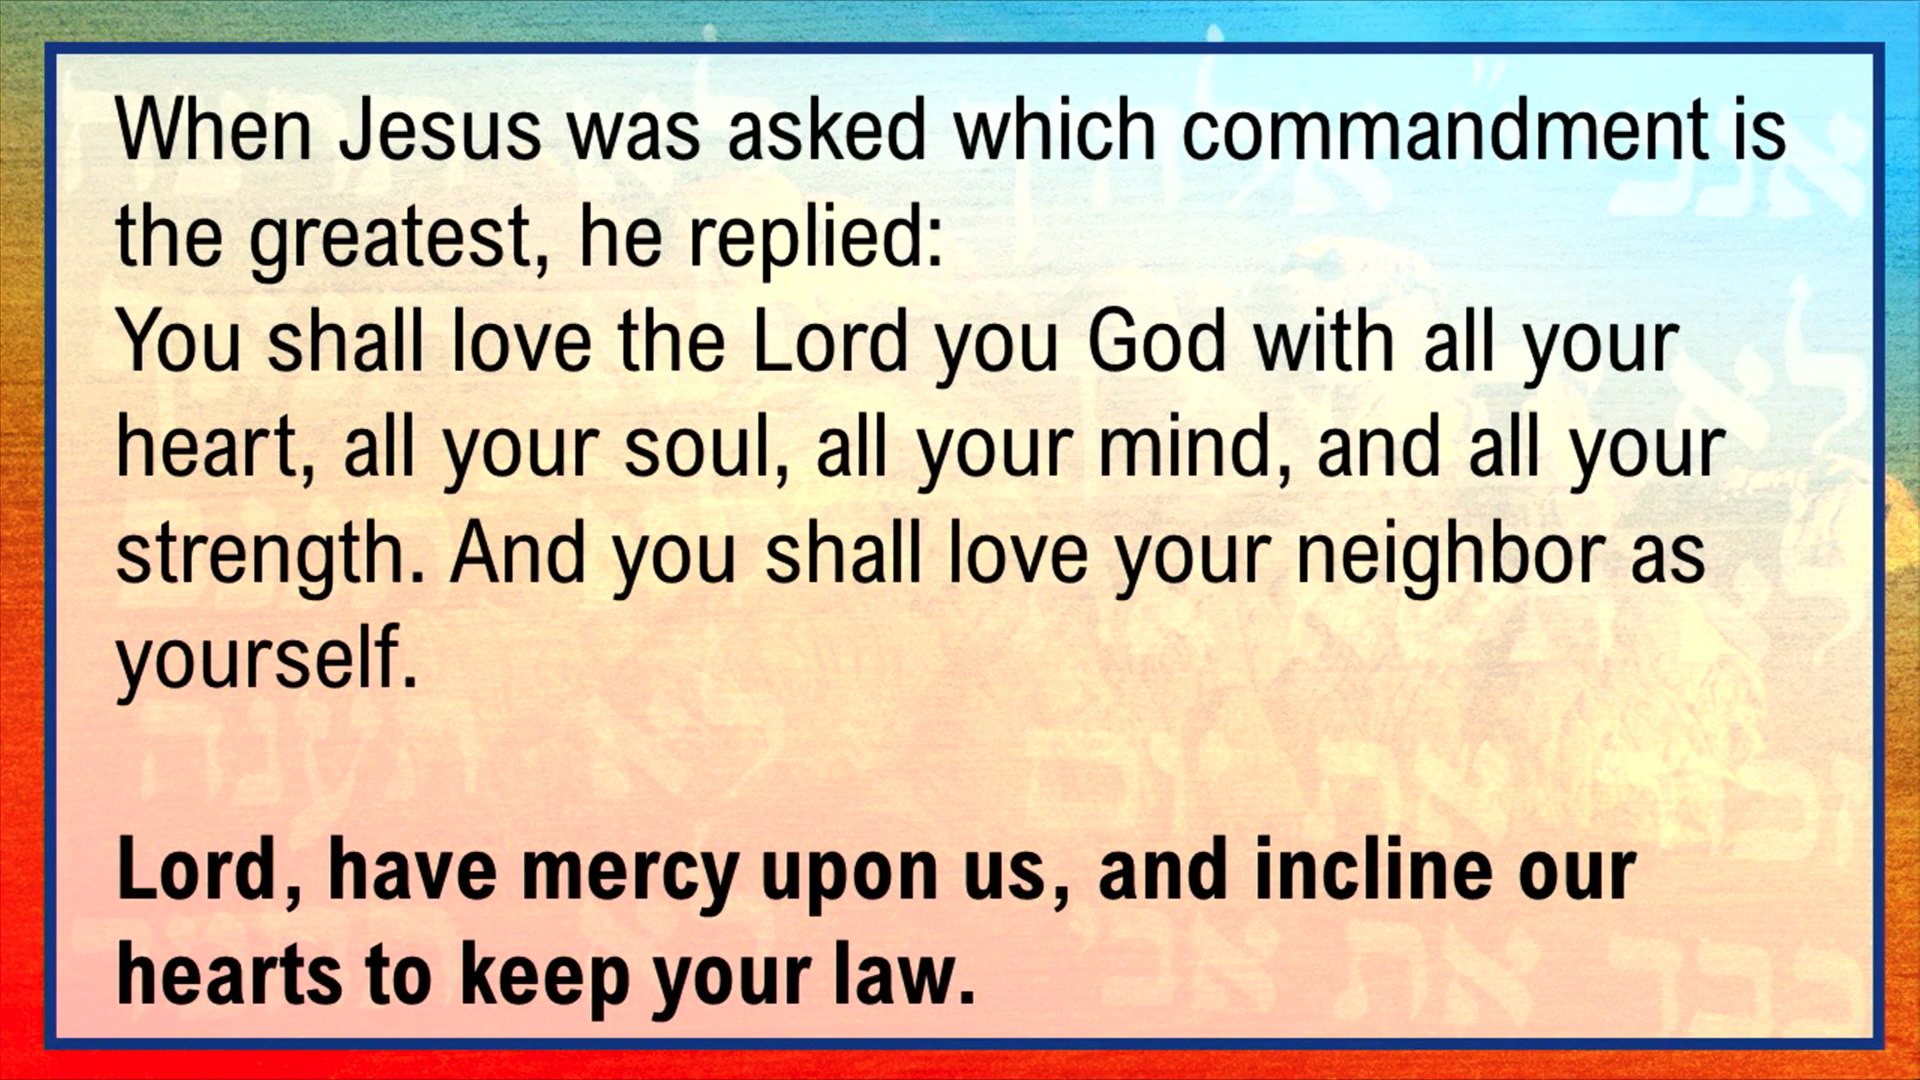 When Jesus was asked which commandment is
the greatest, he replied:
You shall love the Lord you God with all your
heart, all your soul, all your mind, and all your
strength. And you shall love your neighbor as
yourself.
Lord, have mercy upon us, and incline our
hearts to keep your law.